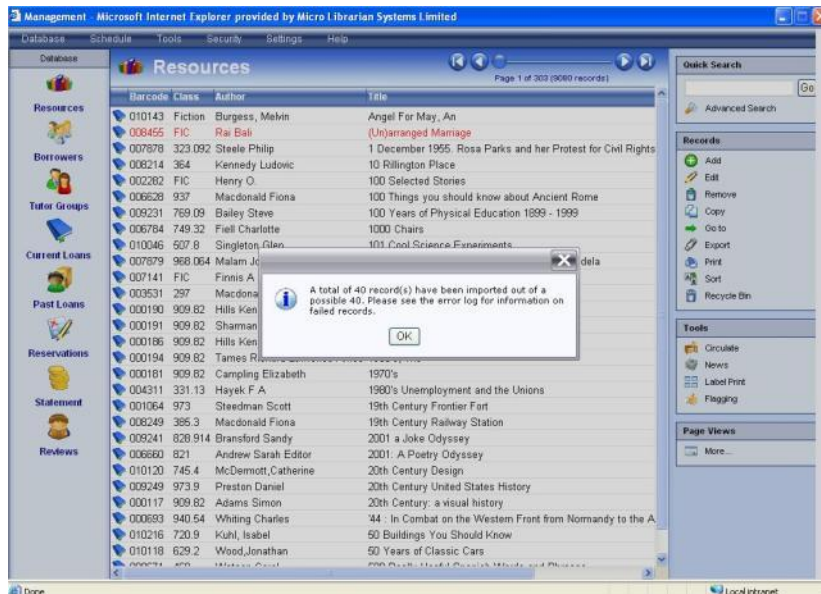 Management - Microsoft Internet Explorer provided by Micro Librarian Systems Limited
Database Schedule Tools Security Settings Help
Database
Resources
Borrowers
Tutor Groups
Current Loans
Past Loans
Reservations
Statement
Reviews
Resources
Page 1 of 303 (9080 records)
Barcode Class Author Title
010143 Fiction Burgess, Melvin Angel For May, An
008455 FIC Rai Bali (Un)arranged Marriage
007878 323.092 Steele Philip 1 December 1955. Rosa Parks and her Protest for Civil Rights
008214 364 Kennedy Ludovic 10 Rillington Place
002282 FIC Henry O. 100 Selected Stories
006628 937 Macdonald Fiona 100 Things you should know about Ancient Rome
009231 769.09 Bailey Steve 100 Years of Physical Education 1899 - 1999
006784 749.32 Fiell Charlotte 1000 Chairs
010046 507.8 Singleton Glen 101 Cool Science Experiments
007879 968.064 Malam Jo dela
007141 FIC Finnis A
003531 297 Macdona
000190 909.82 Hills Ken
000191 909.82 Sharman
000186 909.82 Hills Ken
000194 909.82 Tames
000181 909.82 Campling Elizabeth 1970's
004311 331.13 Hayek F A 1980's Unemployment and the Unions
001064 973 Steedman Scott 19th Century Frontier Fort
008249 385.3 Macdonald Fiona 19th Century Railway Station
009241 828.914 Bransford Sandy 2001 a Joke Odyssey
006660 821 Andrew Sarah Editor 2001: A Poetry Odyssey
010120 745.4 McDermott,Catherine 20th Century Design
009249 973.9 Preston Daniel 20th Century United States History
000117 909.82 Adams Simon 20th Century: a visual history
000693 940.54 Whiting Charles '44 : In Combat on the Western Front from Normandy to the A
010216 720.9 Kuhl, Isabel 50 Buildings You Should Know
010118 629.2 Wood,Jonathan 50 Years of Classic Cars
A total of 40 record(s) have been imported out of a
possible 40. Please see the error log for information on
failed records.
OK
Quick Search
Go
Advanced Search
Records
Add
Edit
Remove
Copy
Go to
Export
Print
Sort
Recycle Bin
Tools
Circulate
News
Label Print
Flagging
Page Views
More...
Done
Local intranet